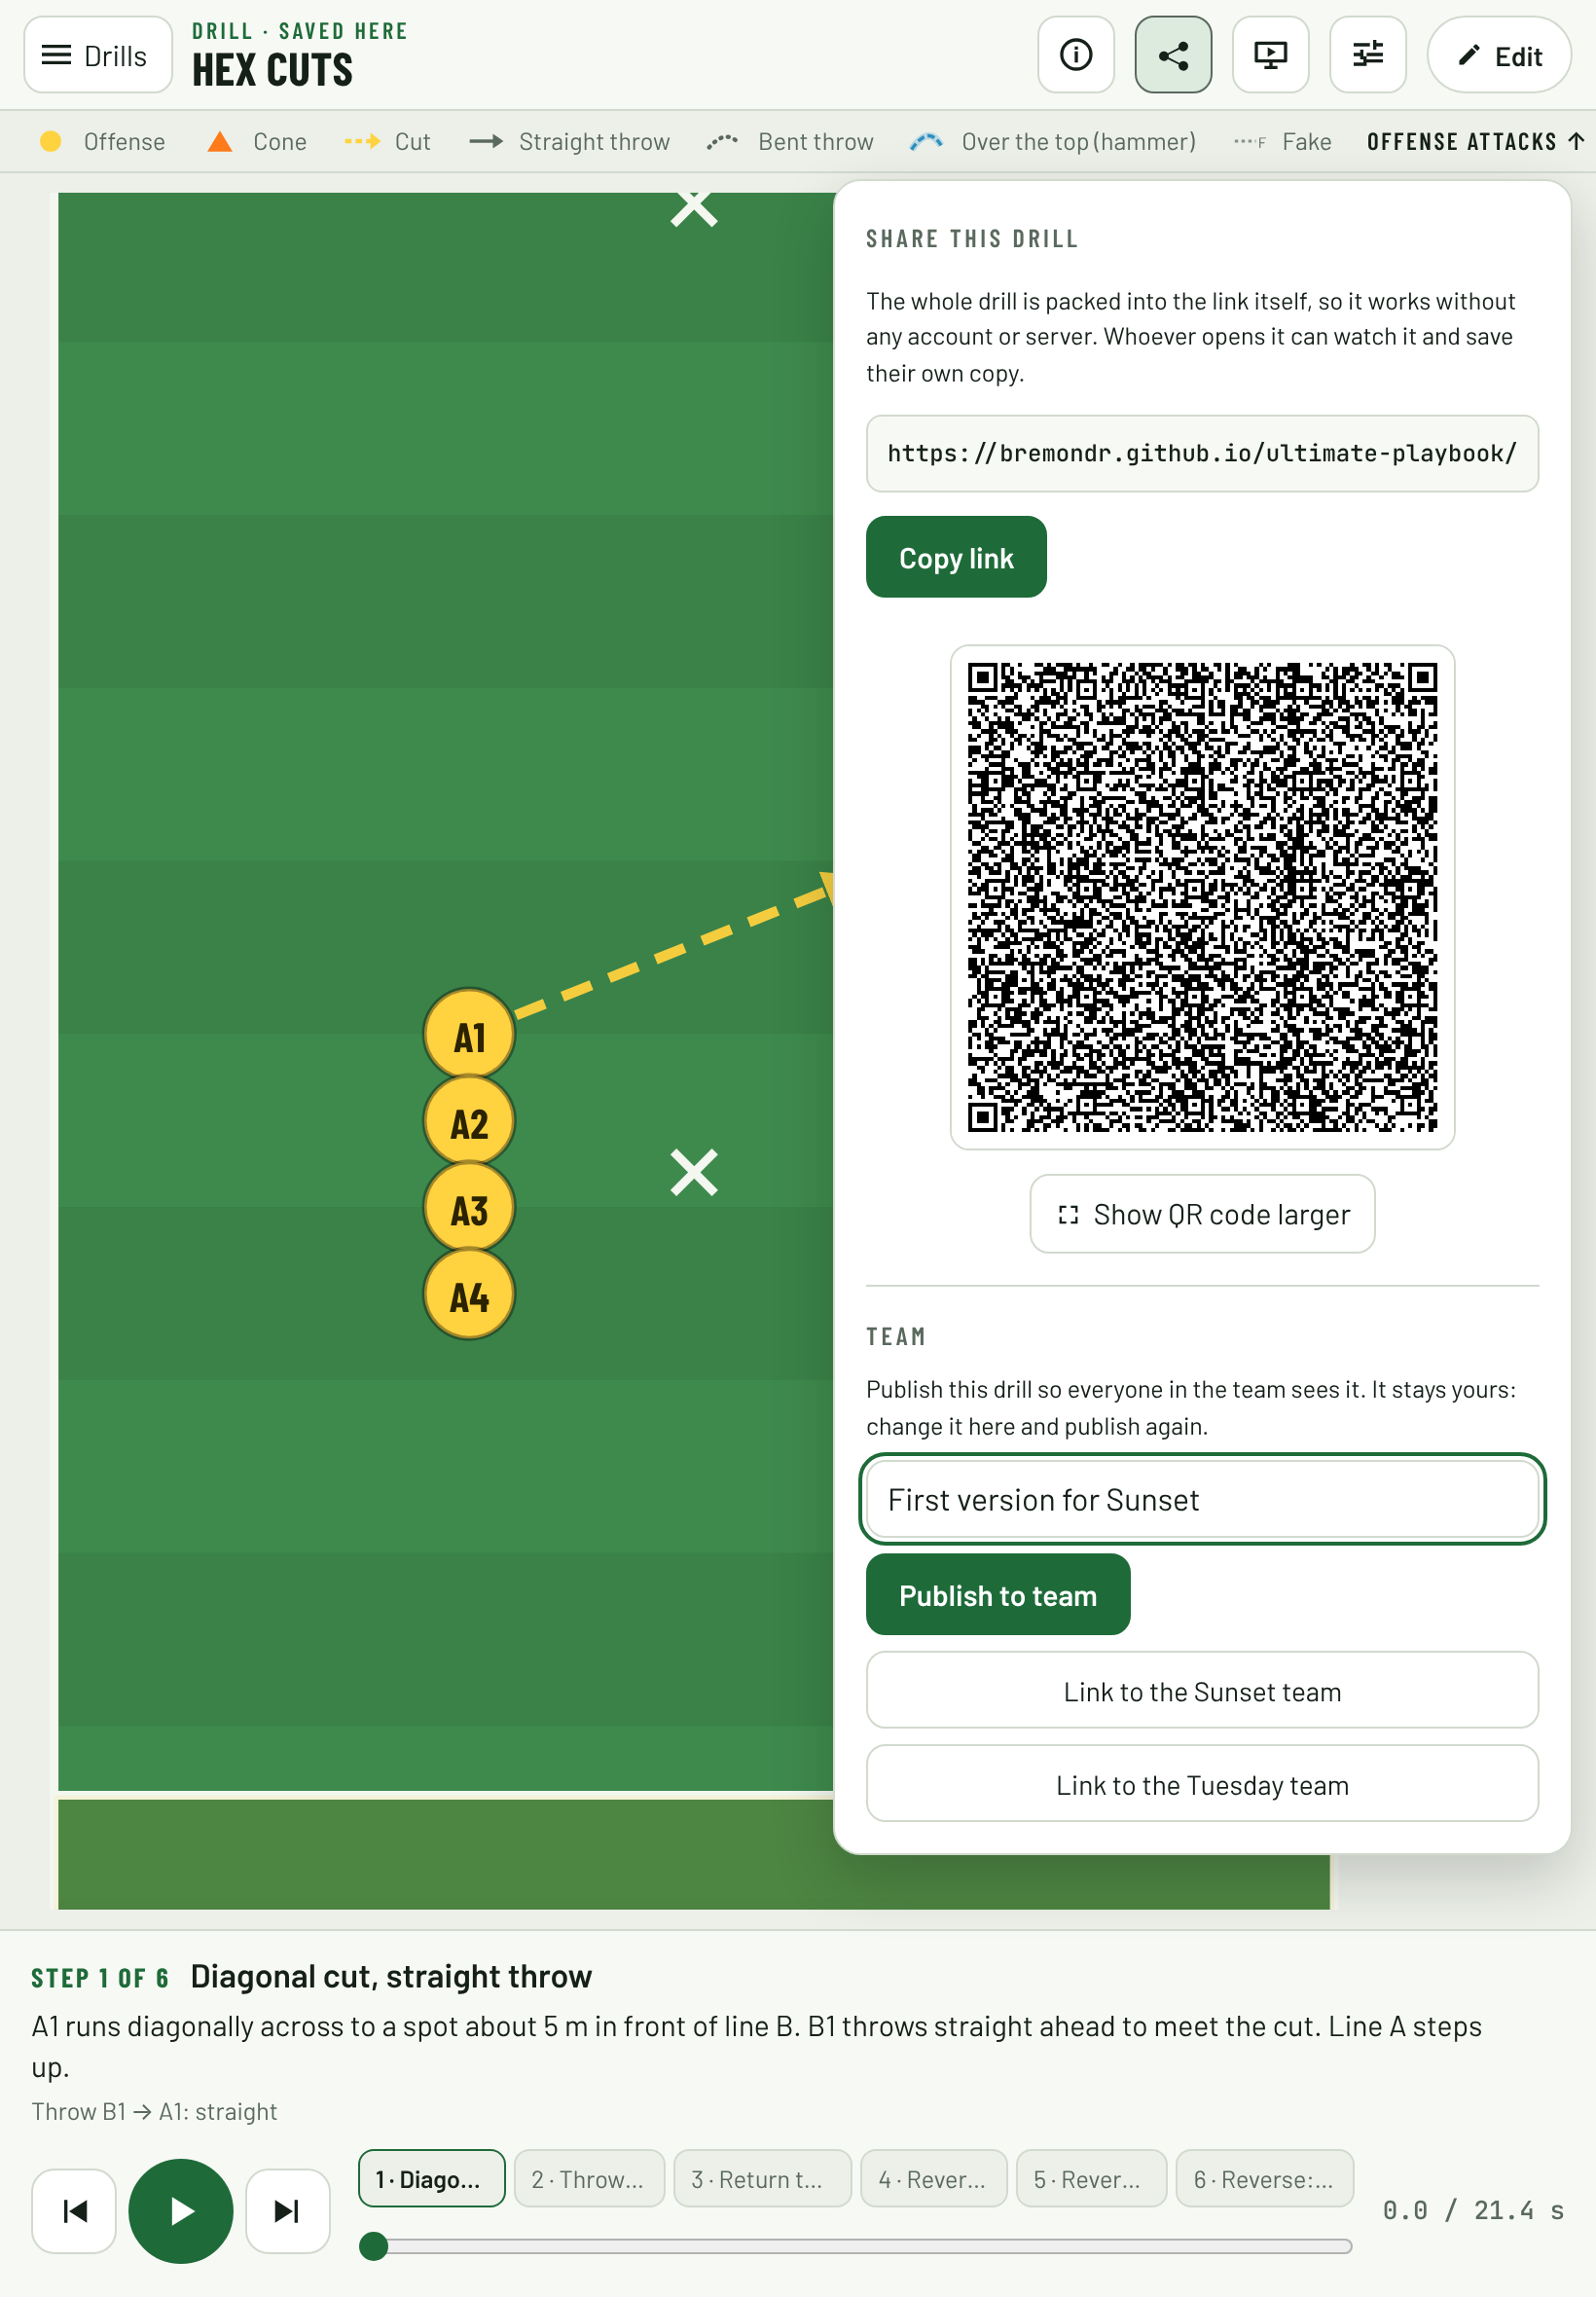 Drills
DRILL · SAVED HERE
HEX CUTS
Edit
Offense
Cone
Cut
Straight throw
Bent throw
Over the top (hammer)
F
Fake
OFFENSE ATTACKS ↑
SHARE THIS DRILL
The whole drill is packed into the link itself, so it works without
any account or server. Whoever opens it can watch it and save
their own copy.
https://bremondr.github.io/ultimate-playbook/
Copy link
Show QR code larger
TEAM
Publish this drill so everyone in the team sees it. It stays yours:
change it here and publish again.
First version for Sunset
Publish to team
Link to the Sunset team
Link to the Tuesday team
A1
A2
A3
A4
STEP 1 OF 6 Diagonal cut, straight throw
A1 runs diagonally across to a spot about 5 m in front of line B. B1 throws straight ahead to meet the cut. Line A steps
up.
Throw B1 → A1: straight
1 · Diago...
2 · Throw...
3 · Return t...
4 · Rever...
5 · Rever...
6 · Reverse:...
0.0 / 21.4 s